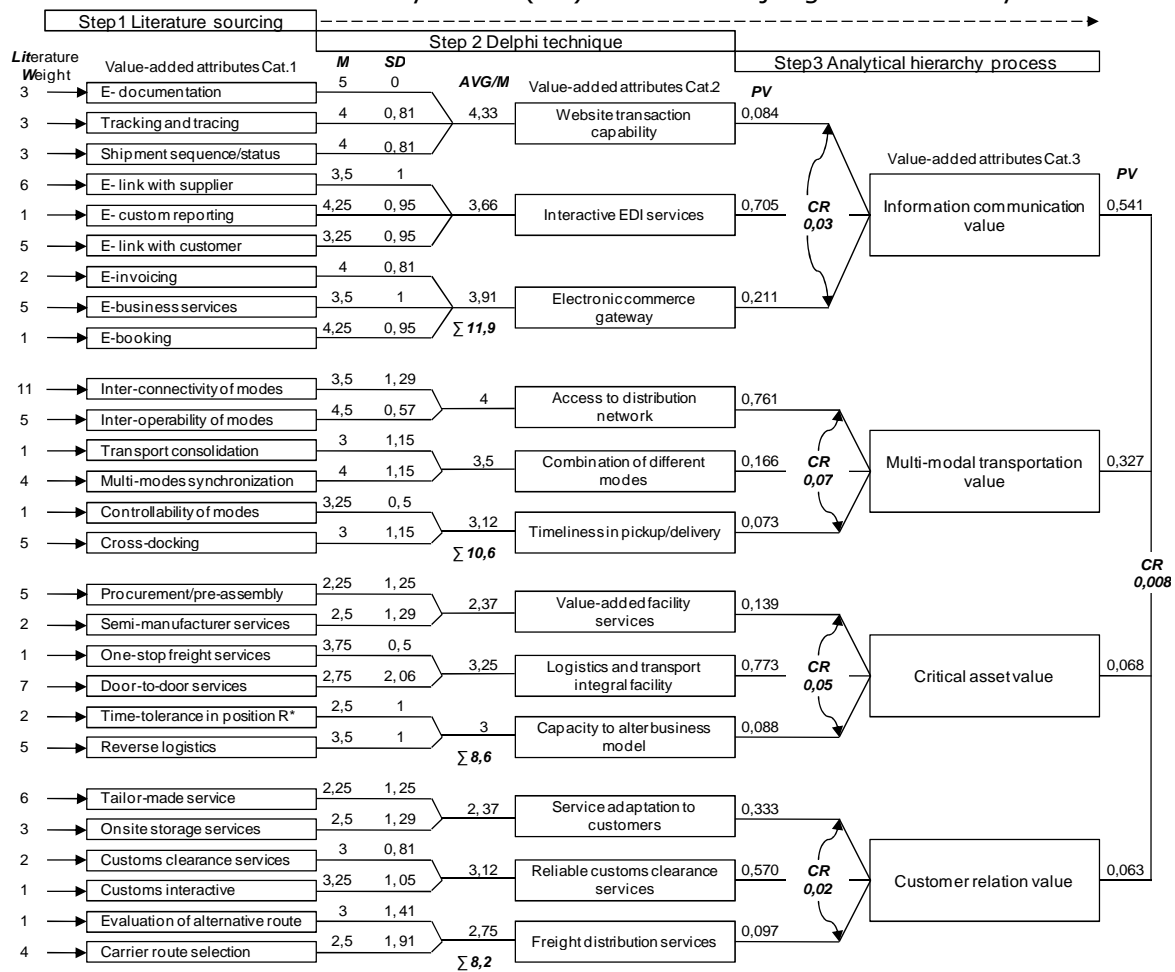 Step 1 Literature sourcing
Step 2 Delphi technique
Step3 Analytical hierarchy process
Literature
Weight
Value-added attributes Cat.1
M SD
AVG/M
Value-added attributes Cat.2
PV
3 E- documentation 5 0
3 Tracking and tracing 4 0, 81
4,33 Website transaction capability 0,084
3 Shipment sequence/status 4 0, 81
Value-added attributes Cat.3
PV
6 E- link with supplier 3,5 1
1 E- custom reporting 4,25 0, 95
3,66 Interactive EDI services 0,705
CR
0,03
Information communication value 0,541
5 E- link with customer 3,25 0, 95
2 E-invoicing 4 0,81
5 E-business services 3,5 1
3,91 Electronic commerce gateway 0,211
∑ 11,9
1 E-booking 4,25 0, 95
11 Inter-connectivity of modes 3,5 1, 29
4 Access to distribution network 0,761
5 Inter-operability of modes 4,5 0, 57
1 Transport consolidation 3 1,15
3,5 Combination of different modes 0,166
CR
0,07
Multi-modal transportation value 0,327
4 Multi-modes synchronization 4 1,15
1 Controllability of modes 3,25 0, 5
3,12 Timeliness in pickup/delivery 0,073
5 Cross-docking 3 1,15
∑ 10,6
CR
0,008
5 Procurement/pre-assembly 2,25 1, 25
2,37 Value-added facility services 0,139
2 Semi-manufacturer services 2,5 1,29
1 One-stop freight services 3,75 0, 5
3,25 Logistics and transport integral facility 0,773
CR
0,05
Critical asset value 0,068
7 Door-to-door services 2,75 2, 06
2 Time-tolerance in position R* 2,5 1
3 Capacity to alter business model 0,088
5 Reverse logistics 3,5 1
∑ 8,6
6 Tailor-made service 2,25 1, 25
2, 37 Service adaptation to customers 0,333
3 Onsite storage services 2,5 1,29
2 Customs clearance services 3 0,81
3,12 Reliable customs clearance services 0,570
CR
0,02
Customer relation value 0,063
1 Customs interactive 3,25 1,05
1 Evaluation of alternative route 3 1,41
2,75 Freight distribution services 0,097
4 Carrier route selection 2,5 1,91
∑ 8,2